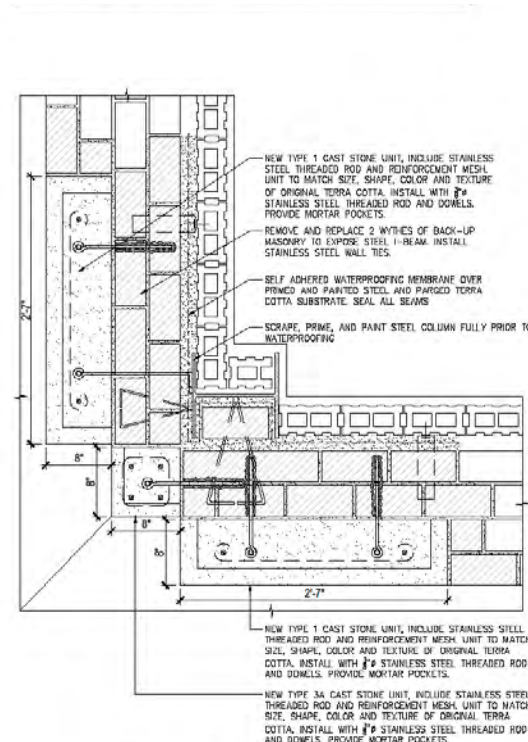 NEW TYPE 1 CAST STONE UNIT, INCLUDE STAINLESS
STEEL THREADED ROD AND REINFORCEMENT MESH.
UNIT TO MATCH SIZE, SHAPE, COLOR AND TEXTURE
OF ORIGINAL TERRA COTTA. INSTALL WITH
STAINLESS STEEL THREADED ROD AND DOWELS.
PROVIDE MORTAR POCKETS.
REMOVE AND REPLACE 2 WYTHES OF BACK-UP
MASONRY TO EXPOSE STEEL I-BEAM. INSTALL
STAINLESS STEEL WALL TIES.
SELF ADHERED WATERPROOFING MEMBRANE OVER
PRIMED AND PAINTED STEEL AND PARGED TERRA
COTTA SUBSTRATE. SEAL ALL SEAMS
SCRAPE, PRIME, AND PAINT STEEL COLUMN FULLY PRIOR TO
WATERPROOFING
2'-7"
8"
8"
8"
8"
2'-7"
NEW TYPE 1 CAST STONE UNIT, INCLUDE STAINLESS STEEL
THREADED ROD AND REINFORCEMENT MESH. UNIT TO MATCH
SIZE, SHAPE, COLOR AND TEXTURE OF ORIGINAL TERRA
COTTA. INSTALL WITH STAINLESS STEEL THREADED ROD
AND DOWELS. PROVIDE MORTAR POCKETS.
NEW TYPE 3A CAST STONE UNIT, INCLUDE STAINLESS STEEL
THREADED ROD AND REINFORCEMENT MESH. UNIT TO MATCH
SIZE, SHAPE, COLOR AND TEXTURE OF ORIGINAL TERRA
COTTA. INSTALL WITH STAINLESS STEEL THREADED ROD
AND DOWELS. PROVIDE MORTAR POCKETS